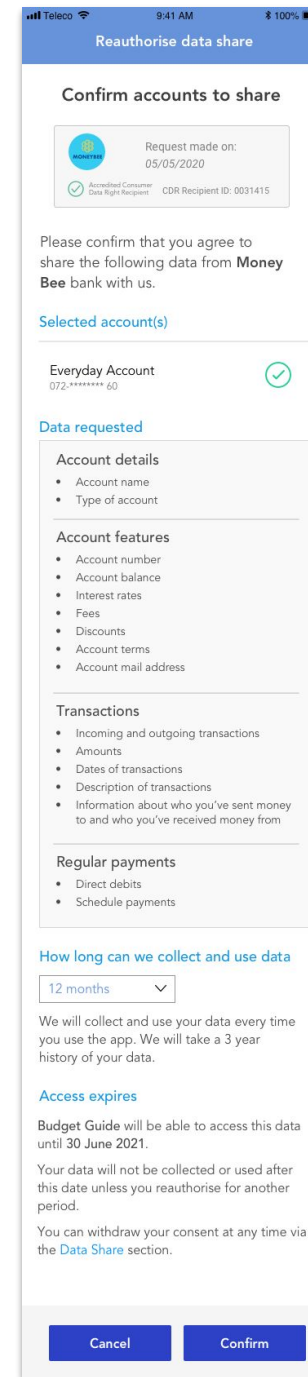 Teleco 9:41 AM 100%
Reauthorise data share
Confirm accounts to share
MONEYBEE
Request made on:
05/05/2020
Accredited Consumer
Data Right Recipient
CDR Recipient ID: 0031415
Please confirm that you agree to
share the following data from Money
Bee bank with us.
Selected account(s)
Everyday Account
072-******** 60
Data requested
Account details
• Account name
• Type of account
Account features
• Account number
• Account balance
• Interest rates
• Fees
• Discounts
• Account terms
• Account mail address
Transactions
• Incoming and outgoing transactions
• Amounts
• Dates of transactions
• Description of transactions
• Information about who you've sent money
to and who you've received money from
Regular payments
• Direct debits
• Schedule payments
How long can we collect and use data
12 months
We will collect and use your data every time
you use the app. We will take a 3 year
history of your data.
Access expires
Budget Guide will be able to access this data
until 30 June 2021.
Your data will not be collected or used after
this date unless you reauthorise for another
period.
You can withdraw your consent at any time via
the Data Share section.
Cancel
Confirm